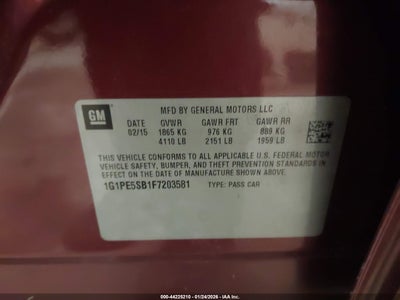 GM
MFD BY GENERAL MOTORS LLC
DATE GVWR GAWR FRT GAWR RR
02/15 1865 KG 976 KG 889 KG
4110 LB 2151 LB 1959 LB
THIS VEHICLE CONFORMS TO ALL APPLICABLE U.S. FEDERAL MOTOR
VEHICLE SAFETY, BUMPER, AND THEFT PREVENTION STANDARDS IN
EFFECT ON THE DATE OF MANUFACTURE SHOWN ABOVE.
1G1PE5SB1F7203581 TYPE: PASS CAR
000-44225210 - 01/24/2026 - IAA Inc.